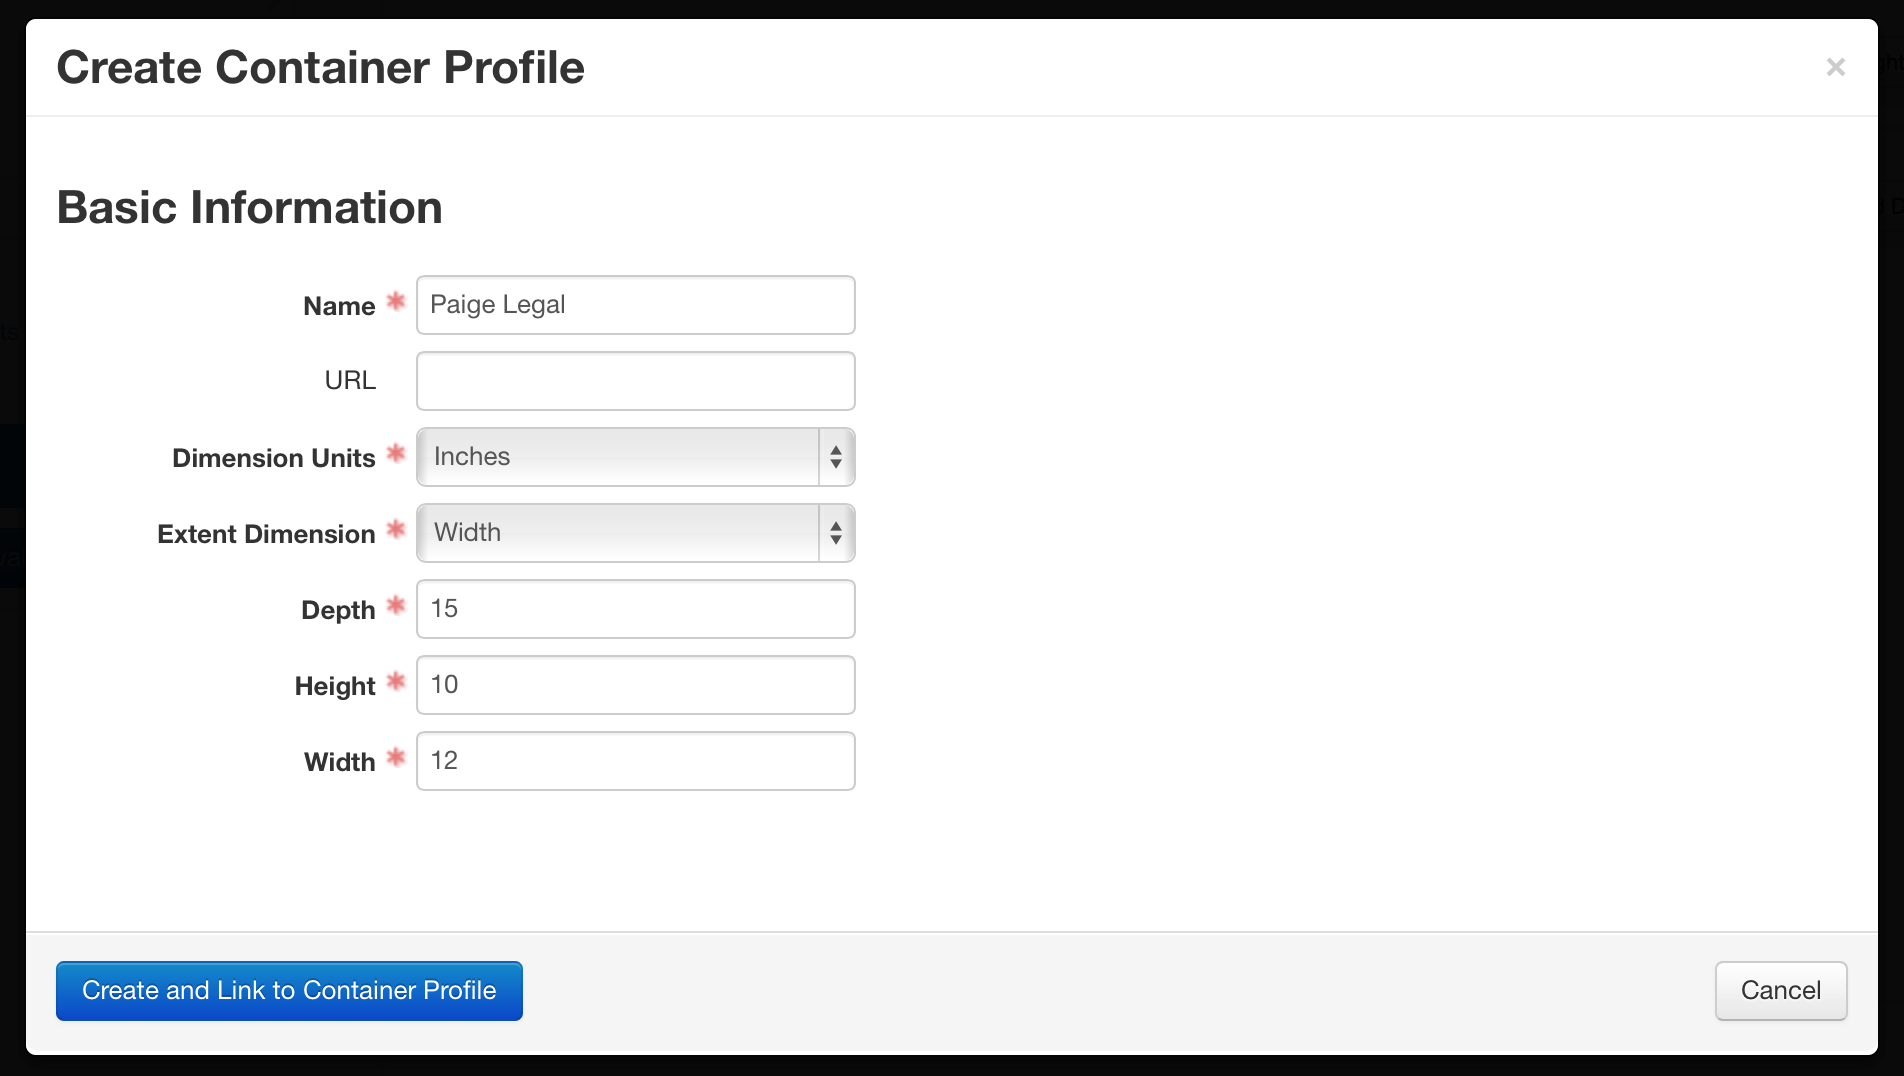 Create Container Profile
×
Basic Information
Name * Paige Legal
URL
Dimension Units * Inches
Extent Dimension * Width
Depth * 15
Height * 10
Width * 12
Create and Link to Container Profile
Cancel